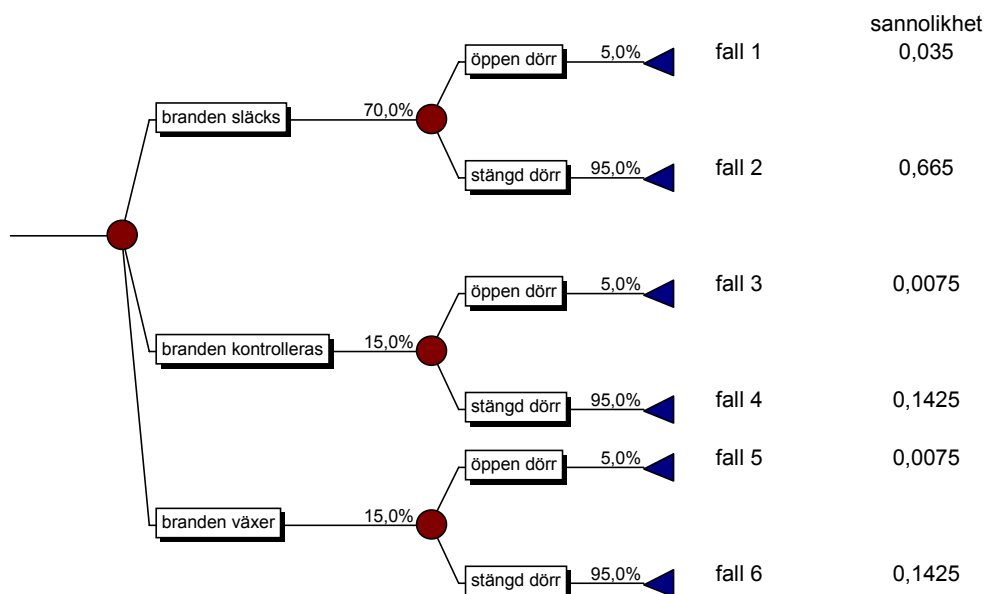 sannolikhet
öppen dörr 5,0% fall 1 0,035
branden släcks 70,0%
stängd dörr 95,0% fall 2 0,665
öppen dörr 5,0% fall 3 0,0075
branden kontrolleras 15,0%
stängd dörr 95,0% fall 4 0,1425
öppen dörr 5,0% fall 5 0,0075
branden växer 15,0%
stängd dörr 95,0% fall 6 0,1425